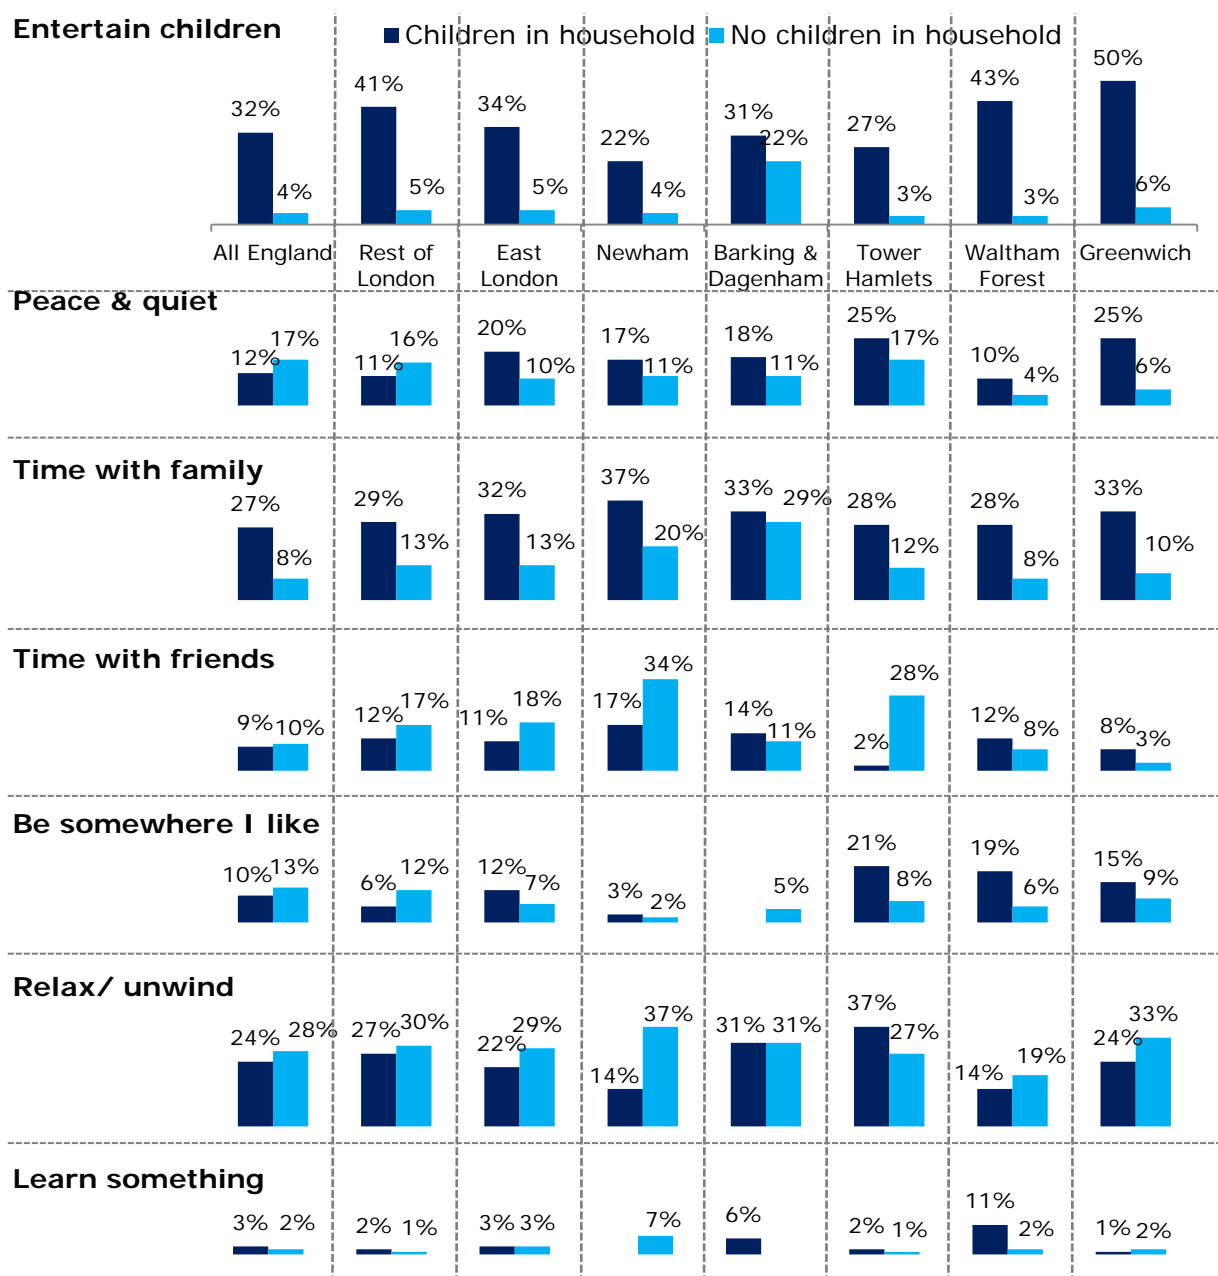 Entertain children
Children in household No children in household
32% 4% 41% 5% 34% 5% 22% 4% 31% 22% 27% 3% 43% 3% 50% 6%
All England Rest of East Newham Barking & Tower Waltham Greenwich
London London Dagenham Hamlets Forest
Peace & quiet
12% 17% 11% 16% 20% 10% 17% 11% 18% 11% 25% 17% 10% 4% 25% 6%
Time with family
27% 8% 29% 13% 32% 13% 37% 20% 33% 29% 28% 12% 28% 8% 33% 10%
Time with friends
9% 10% 12% 17% 11% 18% 17% 34% 14% 11% 2% 28% 12% 8% 8% 3%
Be somewhere I like
10% 13% 6% 12% 12% 7% 3% 2% 5% 21% 8% 19% 6% 15% 9%
Relax/ unwind
24% 28% 27% 30% 22% 29% 14% 37% 31% 31% 37% 27% 14% 19% 24% 33%
Learn something
3% 2% 2% 1% 3% 3% 7% 6% 2% 1% 11% 2% 1% 2%